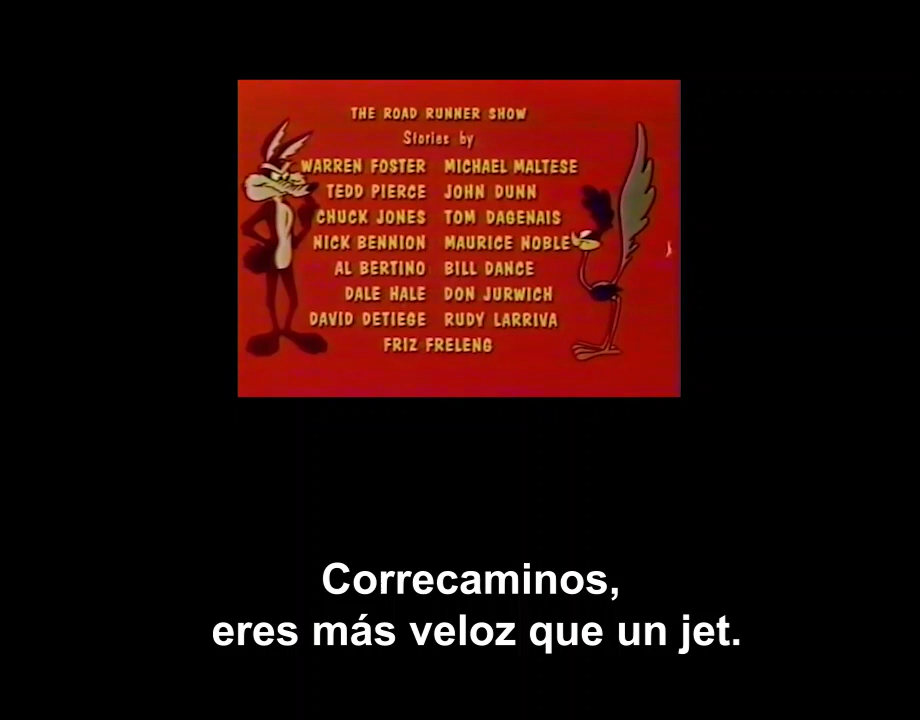 THE ROAD RUNNER SHOW
Stories by
WARREN FOSTER MICHAEL MALTESE
TEDD PIERCE JOHN DUNN
CHUCK JONES TOM DAGENAIS
NICK BENNION MAURICE NOBLE
AL BERTINO BILL DANCE
DALE HALE DON JURWICH
DAVID DETIEGE RUDY LARRIVA
FRIZ FRELENG
Correcaminos,
eres más veloz que un jet.